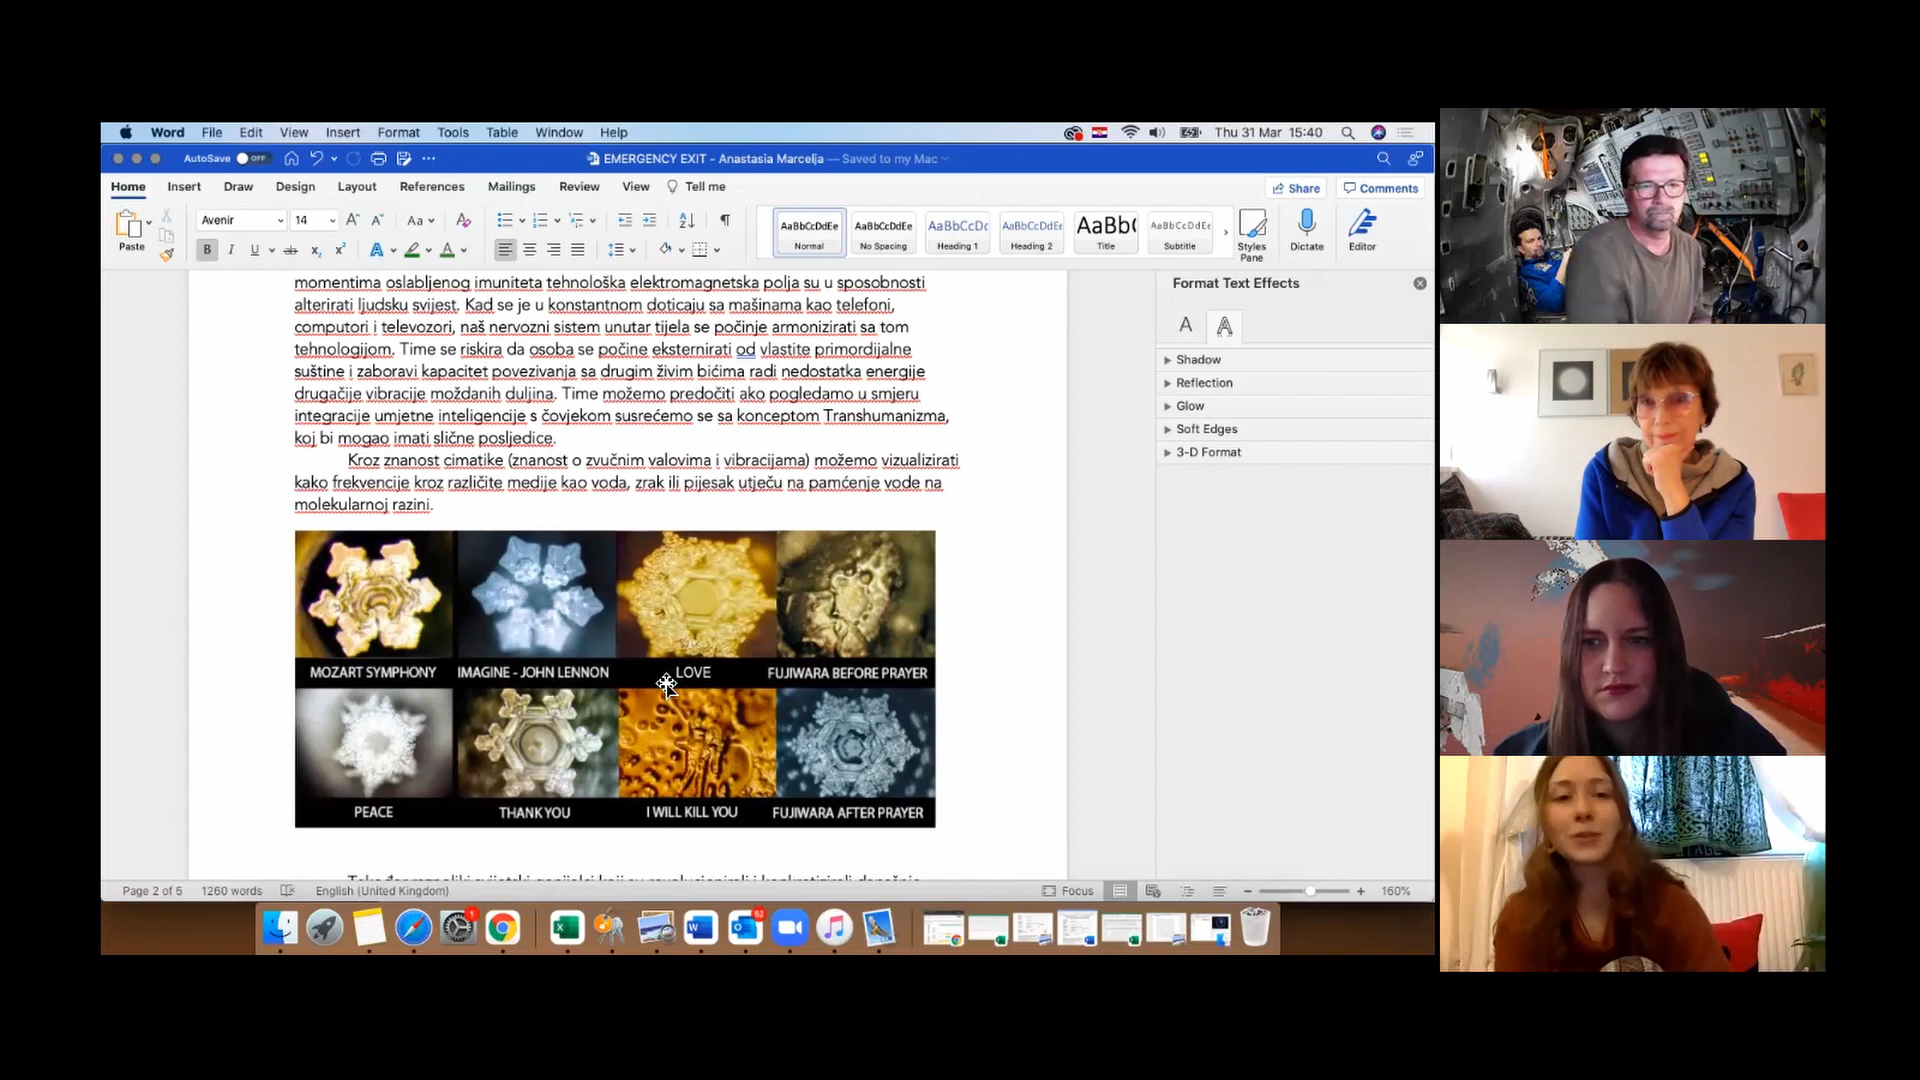 Word File Edit View Insert Format Tools Table Window Help Thu 31 Mar 15:40
AutoSave OFF EMERGENCY EXIT - Anastasia Marcelja — Saved to my Mac
Home Insert Draw Design Layout References Mailings Review View Tell me Share Comments
Paste Avenir 14 Aa
AaBbCcDdEe AaBbCcDdEe AaBbCcDc AaBbCcDdEe AaBb( AaBbCcDdEe
Normal No Spacing Heading 1 Heading 2 Title Subtitle
Styles Pane Dictate Editor
momentima oslabljenog imuniteta tehnološka elektromagnetska polja su u sposobnosti
alterirati ljudsku svijest. Kad se je u konstantnom doticaju sa mašinama kao telefoni,
computori i televozori, naš nervozni sistem unutar tijela se počinje armonizirati sa tom
tehnologijom. Time se riskira da osoba se počine eksternirati od vlastite primordijalne
suštine i zaboravi kapacitet povezivanja sa drugim živim bićima radi nedostatka energije
drugačije vibracije moždanih duljina. Time možemo predočiti ako pogledamo u smjeru
integracije umjetne inteligencije s čovjekom susrećemo se sa konceptom Transhumanizma,
koj bi mogao imati slične posljedice.
Kroz znanost cimatike (znanost o zvučnim valovima i vibracijama) možemo vizualizirati
kako frekvencije kroz različite medije kao voda, zrak ili pijesak utječu na pamćenje vode na
molekularnoj razini.
MOZART SYMPHONY IMAGINE - JOHN LENNON LOVE FUJIWARA BEFORE PRAYER
PEACE THANK YOU I WILL KILL YOU FUJIWARA AFTER PRAYER
Format Text Effects
A A
Shadow
Reflection
Glow
Soft Edges
3-D Format
Page 2 of 5 1260 words English (United Kingdom) Focus 160%
1
52